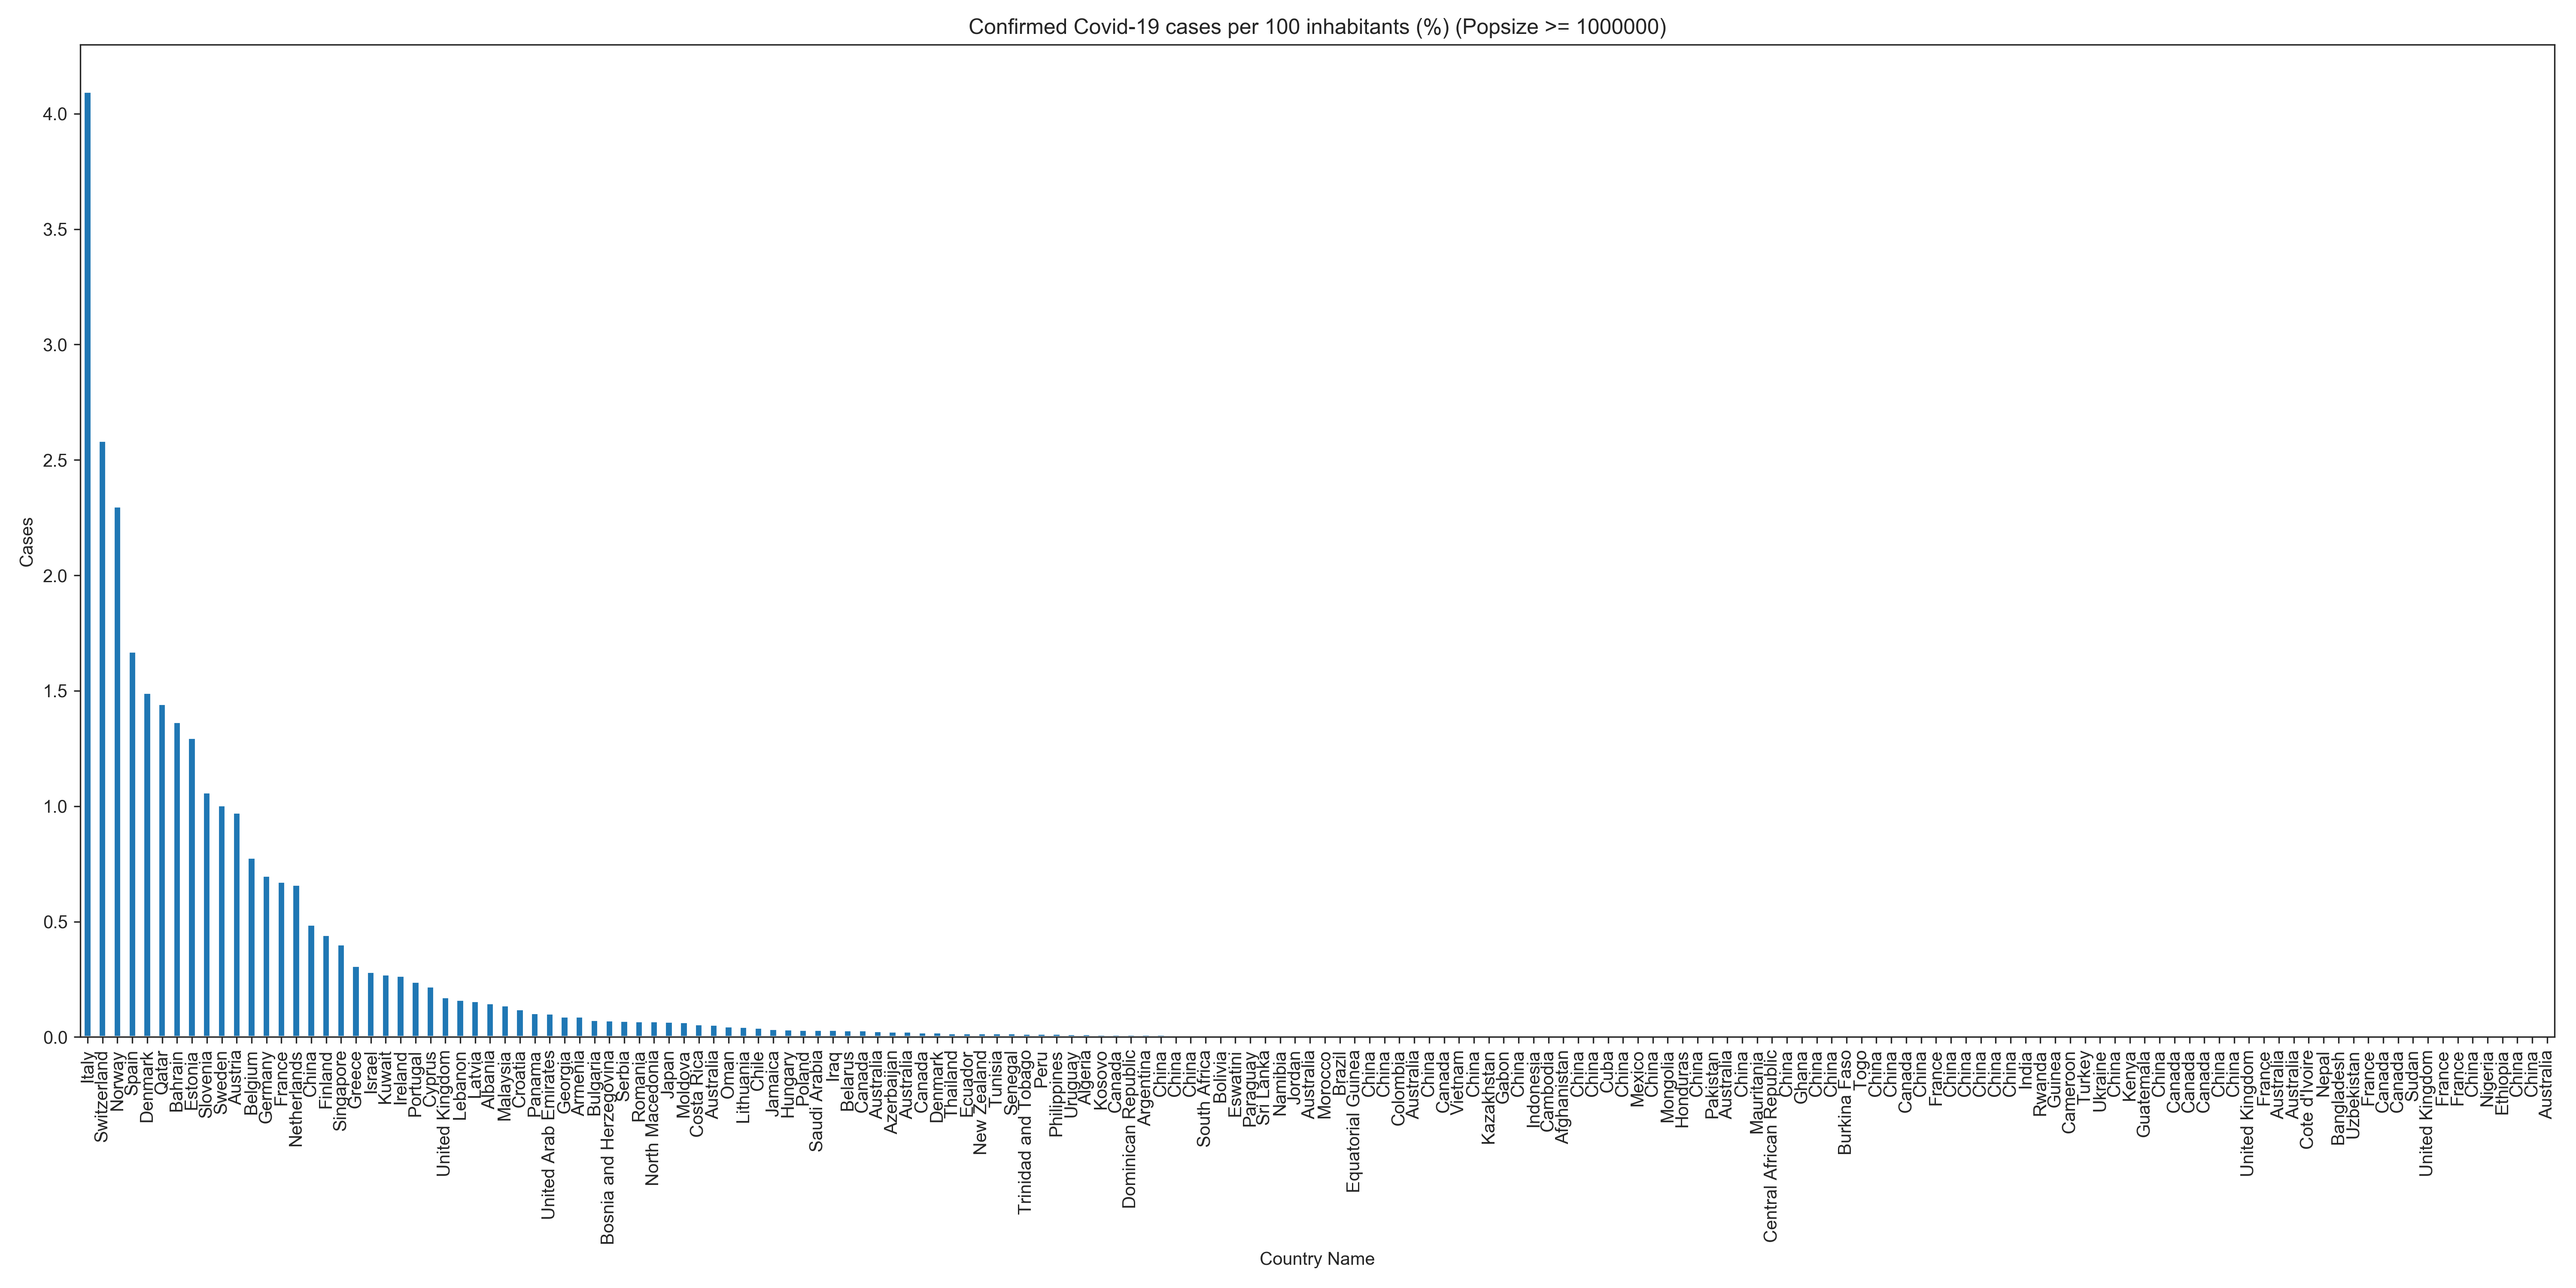 Confirmed Covid-19 cases per 100 inhabitants (%) (Popsize >= 1000000)
Cases
4.0
3.5
3.0
2.5
2.0
1.5
1.0
0.5
0.0
Italy
Switzerland
Norway
Spain
Denmark
Qatar
Bahrain
Estonia
Slovenia
Sweden
Austria
Belgium
Germany
France
Netherlands
China
Finland
Singapore
Greece
Israel
Kuwait
Ireland
Portugal
Cyprus
United Kingdom
Lebanon
Latvia
Albania
Malaysia
Croatia
Panama
United Arab Emirates
Georgia
Armenia
Bulgaria
Bosnia and Herzegovina
Serbia
Romania
North Macedonia
Japan
Moldova
Costa Rica
Australia
Oman
Lithuania
Chile
Jamaica
Hungary
Poland
Saudi Arabia
Iraq
Belarus
Canada
Australia
Azerbaijan
Australia
Canada
Denmark
Thailand
Ecuador
New Zealand
Tunisia
Senegal
Trinidad and Tobago
Peru
Philippines
Uruguay
Algeria
Kosovo
Canada
Dominican Republic
Argentina
China
China
China
South Africa
Bolivia
Eswatini
Paraguay
Sri Lanka
Namibia
Jordan
Australia
Morocco
Brazil
Equatorial Guinea
China
China
Colombia
Australia
China
Canada
Vietnam
China
Kazakhstan
Gabon
China
Indonesia
Cambodia
Afghanistan
China
China
Cuba
China
Mexico
China
Mongolia
Honduras
China
Pakistan
Australia
China
Mauritania
Central African Republic
China
Ghana
China
China
Burkina Faso
Togo
China
China
Canada
China
France
China
China
China
China
China
India
Rwanda
Guinea
Cameroon
Turkey
Ukraine
China
Kenya
Guatemala
China
Canada
Canada
Canada
China
China
United Kingdom
France
Australia
Australia
Cote d'Ivoire
Nepal
Bangladesh
Uzbekistan
France
Canada
Canada
Sudan
United Kingdom
France
France
China
Nigeria
Ethiopia
China
China
Australia
Country Name